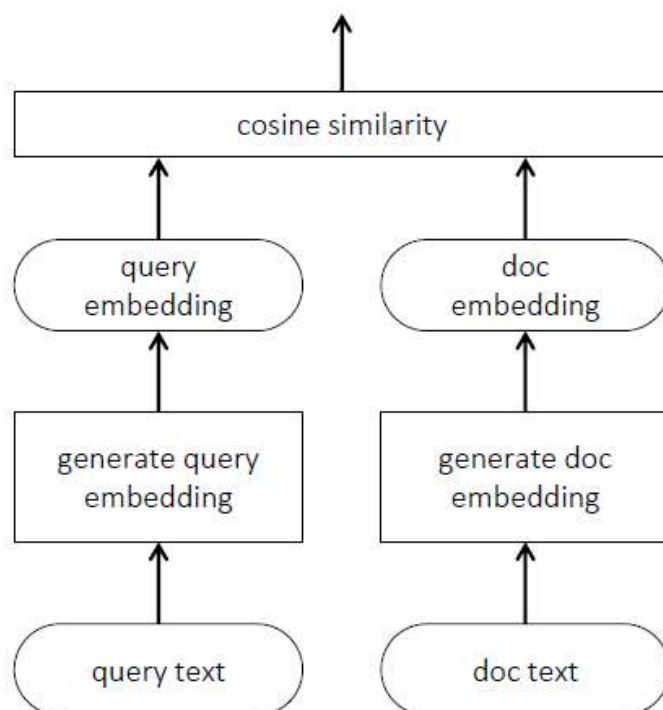 cosine similarity
query
embedding
doc
embedding
generate query
embedding
generate doc
embedding
query text
doc text